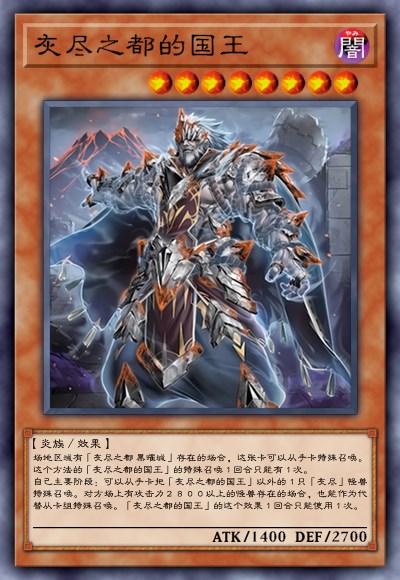 灰尽之都的国王
やみ
闇
【炎族／效果】
场地区域有「灰尽之都 黑曜城」存在的场合，这张卡可以从手卡特殊召唤。
这个方法的「灰尽之都的国王」的特殊召唤１回合只能有１次。
自己主要阶段，可以从手卡把「灰尽之都的国王」以外的１只「灰尽」怪兽
特殊召唤。对方场上有攻击力２８００以上的怪兽存在的场合，也能作为代
替从卡组特殊召唤。「灰尽之都的国王」的这个效果１回合只能使用１次。
ATK/1400 DEF/2700